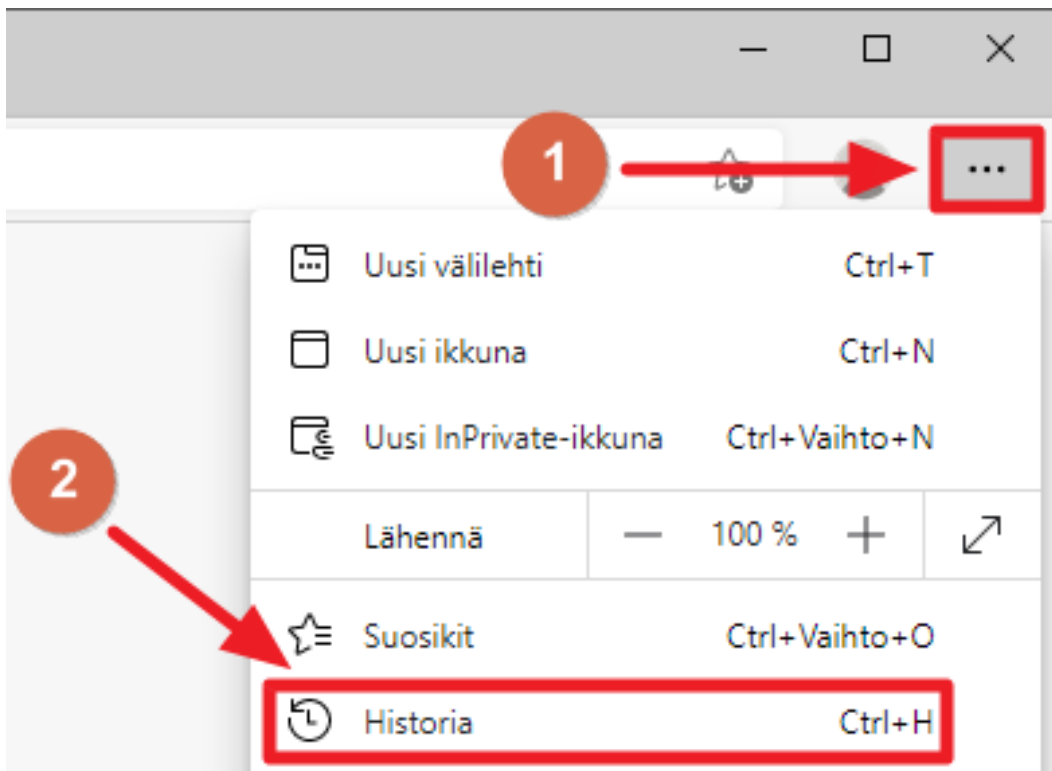 1
Uusi välilehti Ctrl+T
Uusi ikkuna Ctrl+N
Uusi InPrivate-ikkuna Ctrl+Vaihto+N
2
Lähennä 100 %
Suosikit Ctrl+Vaihto+O
Historia Ctrl+H